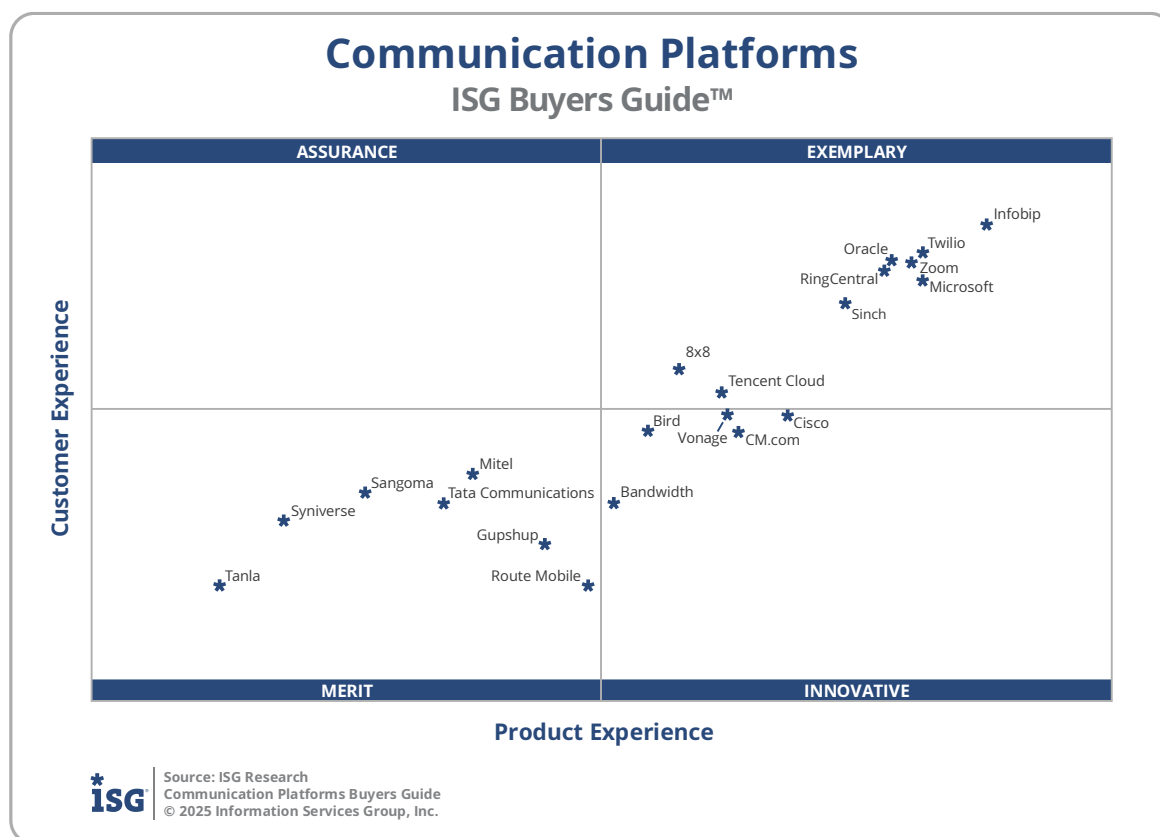 Communication Platforms
ISG Buyers Guide™
ASSURANCE
EXEMPLARY
Infobip
Twilio
Oracle
Zoom
RingCentral
Microsoft
Sinch
8x8
Tencent Cloud
Customer Experience
Bird
Cisco
Vonage
CM.com
Mitel
Sangoma
Tata Communications
Bandwidth
Syniverse
Gupshup
Tanla
Route Mobile
MERIT
INNOVATIVE
Product Experience
ISG
Source: ISG Research
Communication Platforms Buyers Guide
© 2025 Information Services Group, Inc.